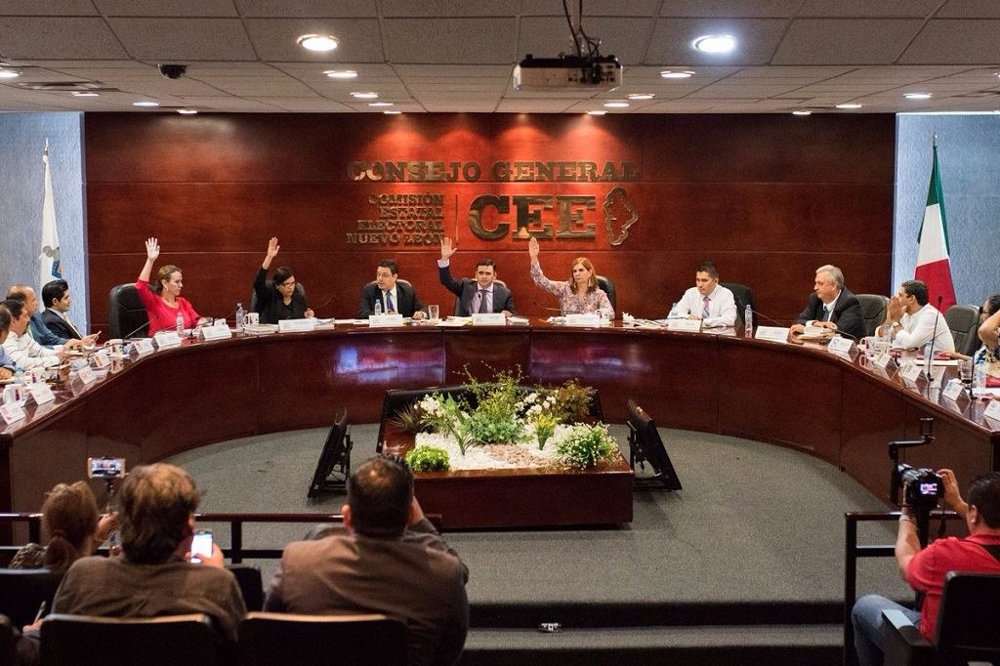 CONSEJO GENERAL
COMISIÓN
ESTATAL
ELECTORAL
NUEVO LEÓN
CEE